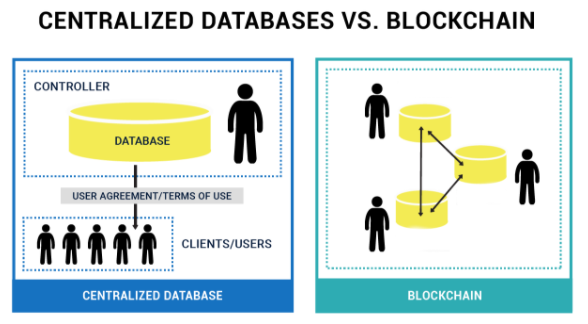 CENTRALIZED DATABASES VS. BLOCKCHAIN
CONTROLLER
DATABASE
USER AGREEMENT/TERMS OF USE
CLIENTS/USERS
CENTRALIZED DATABASE
BLOCKCHAIN